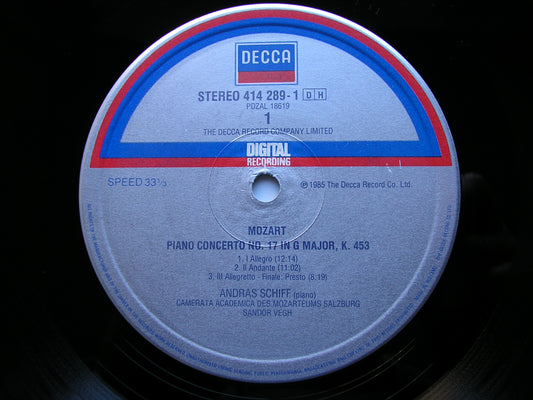 DECCA
STEREO 414 289-1 DH
PDZAL 18619
1
THE DECCA RECORD COMPANY LIMITED
DIGITAL
RECORDING
SPEED 33⅓
℗ 1985 The Decca Record Co. Ltd.
MOZART
PIANO CONCERTO NO. 17 IN G MAJOR, K. 453
1. I Allegro (12:14)
2. II Andante (11:02)
3. III Allegretto - Finale: Presto (8:19)
ANDRAS SCHIFF (piano)
CAMERATA ACADEMICA DES MOZARTEUMS SALZBURG
SANDOR VEGH